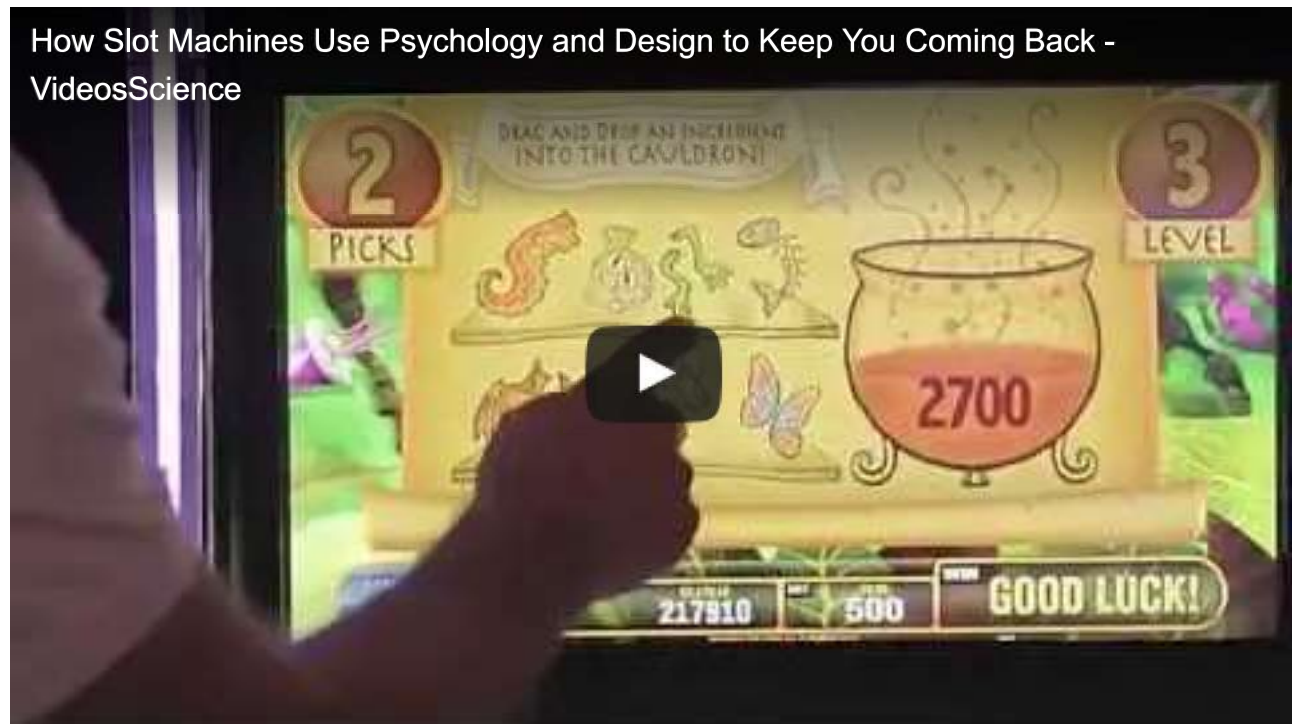 How Slot Machines Use Psychology and Design to Keep You Coming Back -
VideosScience
DRAG AND DROP AN INGREDIENT
INTO THE CAULDRON!
2
PICKS
3
LEVEL
2700
217910
500
GOOD LUCK!